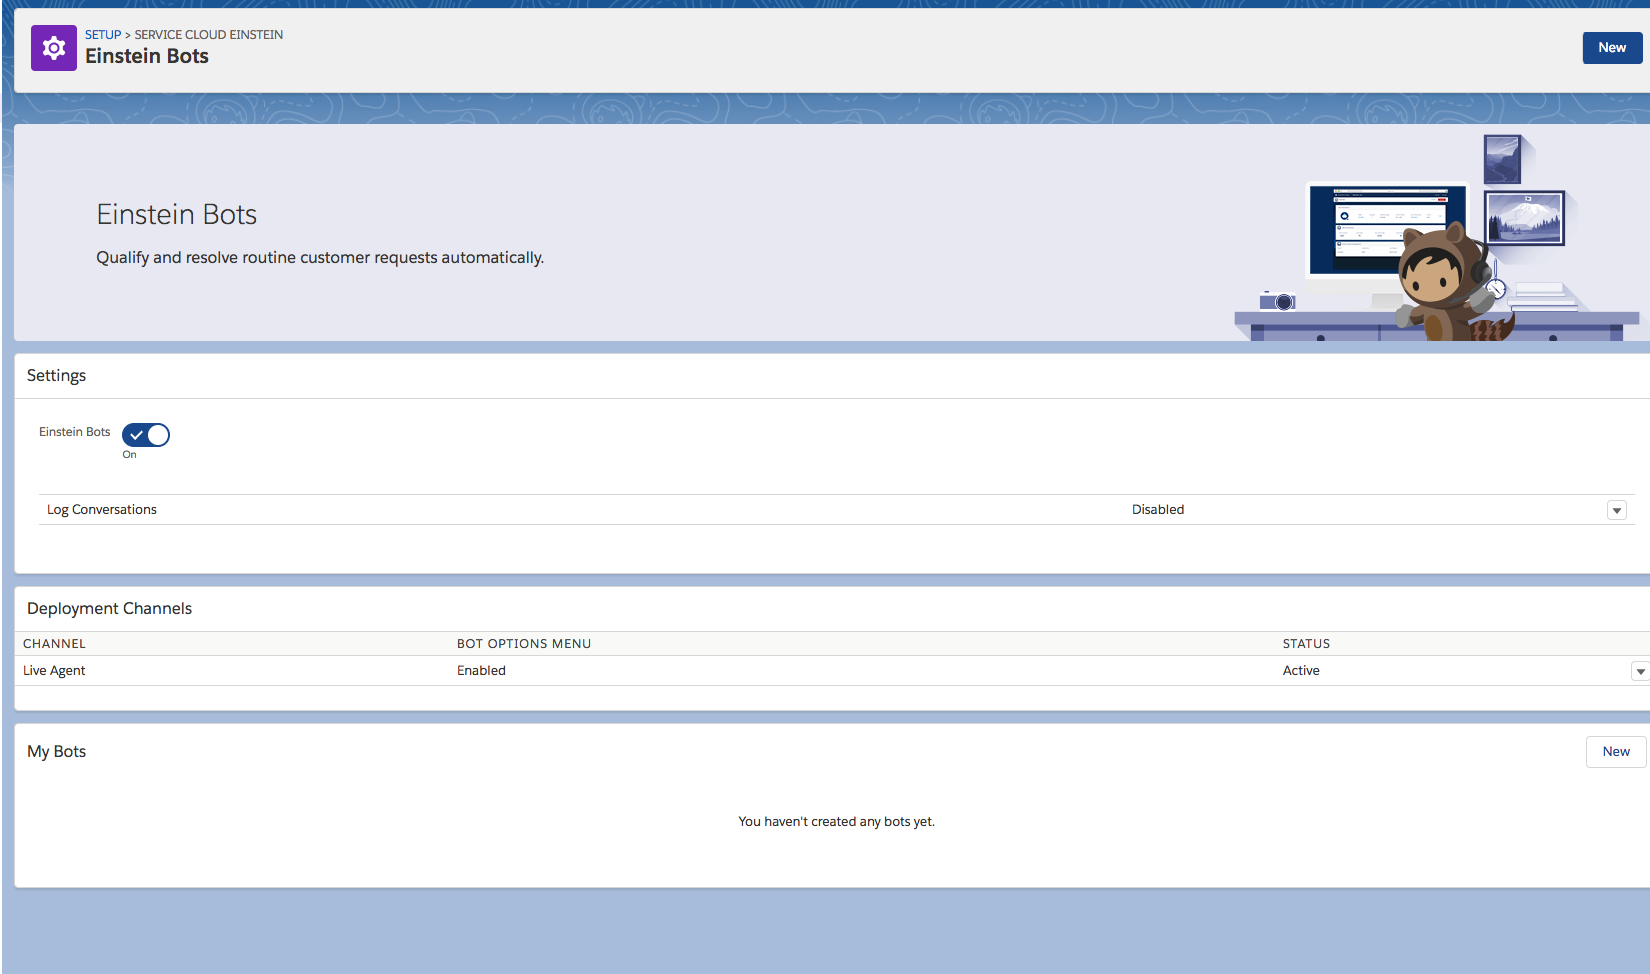 SETUP > SERVICE CLOUD EINSTEIN
Einstein Bots
New
Einstein Bots
Qualify and resolve routine customer requests automatically.
Settings
Einstein Bots
On
Log Conversations Disabled
Deployment Channels
CHANNEL BOT OPTIONS MENU STATUS
Live Agent Enabled Active
My Bots
New
You haven't created any bots yet.